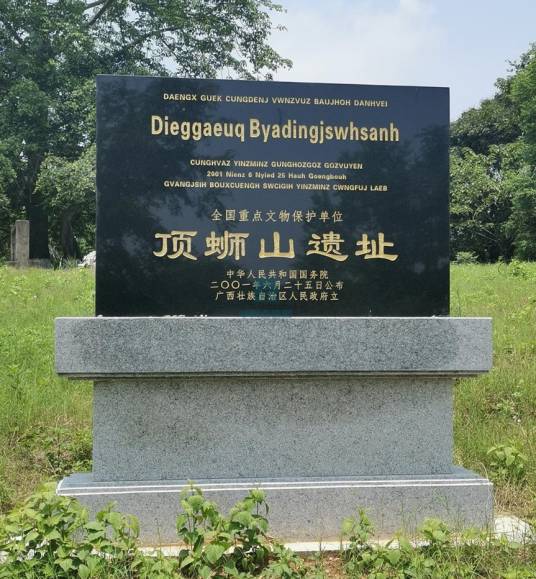 DAENGX GUEK CUNGDENJ VWNZVUZ BAUJHOH DANHVEI
Dieggaeuq Byadingjswhsanh
CUNGHVAZ YINZMINZ GUNGHOZGOZ GOZVUYEN
2001 Nienz 6 Nyied 25 Hauh Goengbouh
GVANGJSIH BOUXCUENGH SWCIGIH YINZMINZ CWNGFUJ LAEB
全国重点文物保护单位
顶蛳山遗址
中华人民共和国国务院
二〇〇一年六月二十五日公布
广西壮族自治区人民政府立